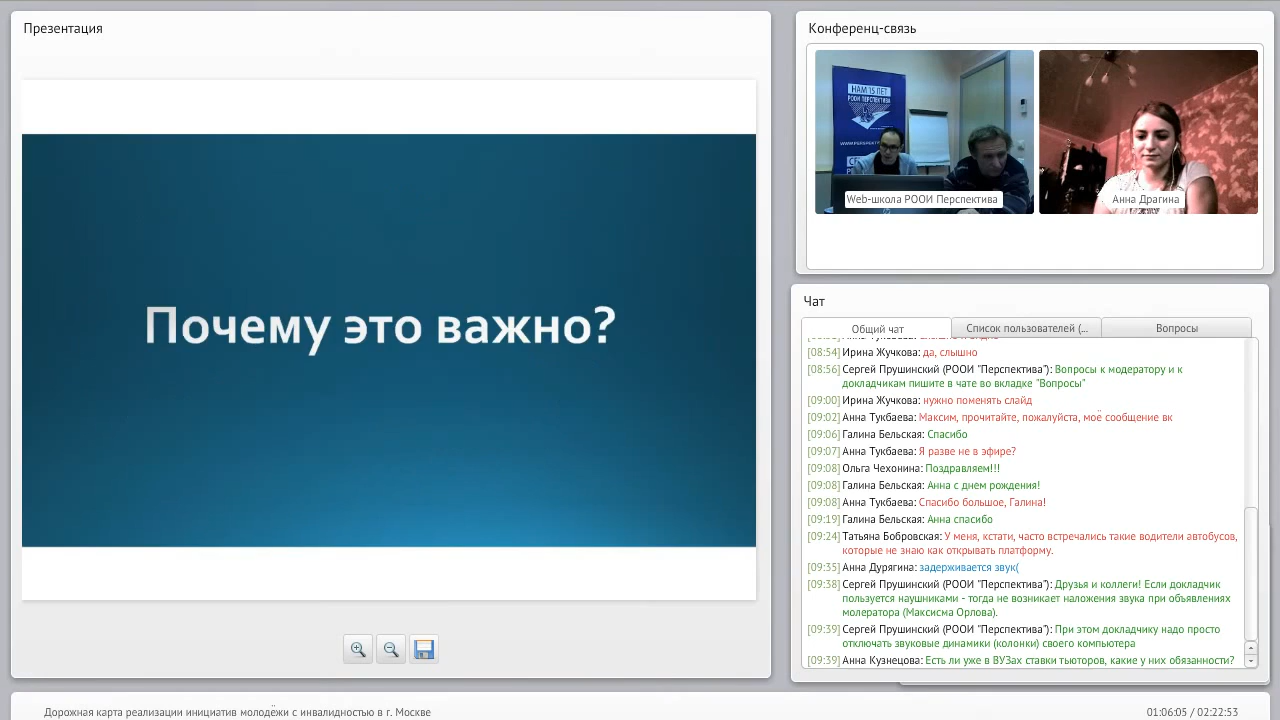 Презентация
Почему это важно?
Конференц-связь
НАМ 15 ЛЕТ
РООИ ПЕРСПЕКТИВА
Web-школа РООИ Перспектива
Анна Драгина
Чат
Общий чат
Список пользователей (...
Вопросы
[08:54] Ирина Жучкова: да, слышно
[08:56] Сергей Прушинский (РООИ "Перспектива"): Вопросы к модератору и к
докладчикам пишите в чате во вкладке "Вопросы"
[09:00] Ирина Жучкова: нужно поменять слайд
[09:02] Анна Тукбаева: Максим, прочитайте, пожалуйста, моё сообщение вк
[09:06] Галина Бельская: Спасибо
[09:07] Анна Тукбаева: Я разве не в эфире?
[09:08] Ольга Чехонина: Поздравляем!!!
[09:08] Галина Бельская: Анна с днем рождения!
[09:08] Анна Тукбаева: Спасибо большое, Галина!
[09:19] Галина Бельская: Анна спасибо
[09:24] Татьяна Бобровская: У меня, кстати, часто встречались такие водители автобусов,
которые не знаю как открывать платформу.
[09:35] Анна Дурягина: задерживается звук(
[09:38] Сергей Прушинский (РООИ "Перспектива"): Друзья и коллеги! Если докладчик
пользуется наушниками - тогда не возникает наложения звука при объявлениях
молератора (Максисма Орлова).
[09:39] Сергей Прушинский (РООИ "Перспектива"): При этом докладчику надо просто
отключать звуковые динамики (колонки) своего компьютера
[09:39] Анна Кузнецова: Есть ли уже в ВУЗах ставки тьюторов, какие у них обязанности?
Дорожная карта реализации инициатив молодёжи с инвалидностью в г. Москве
01:06:05 / 02:22:53